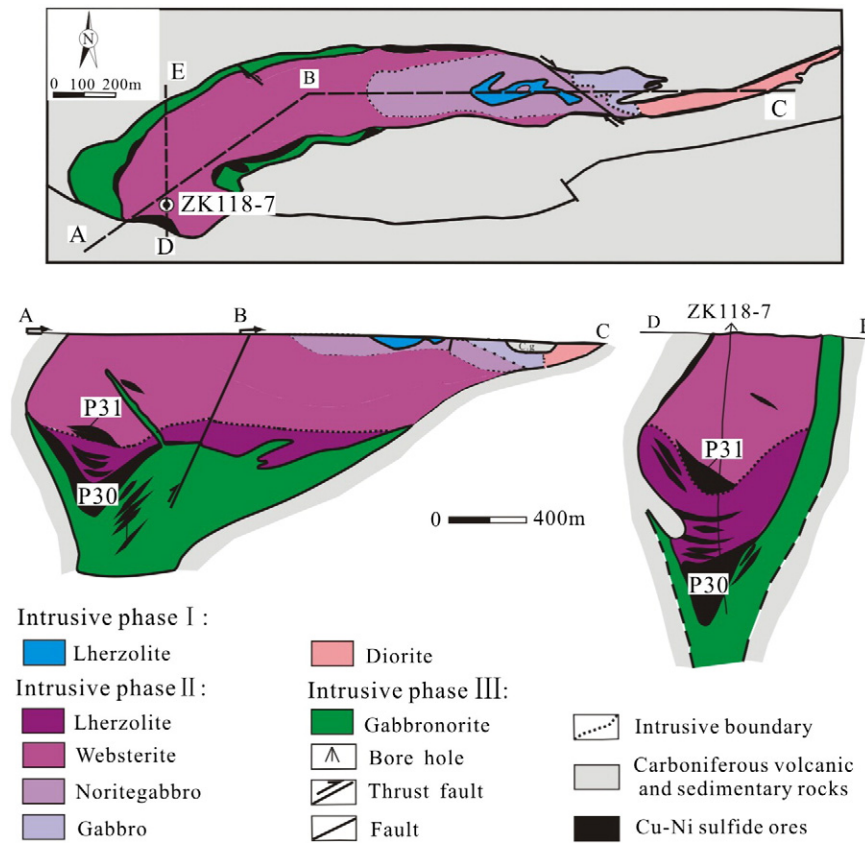 N
0 100 200m
E
B
C
ZK118-7
A
D
A
B
C
P31
P30
0 400m
ZK118-7
D
E
P31
P30
Intrusive phase Ⅰ:
Lherzolite
Diorite
Intrusive phase Ⅱ:
Lherzolite
Websterite
Noritegabbro
Gabbro
Intrusive phase Ⅲ:
Gabbronorite
Bore hole
Thrust fault
Fault
Intrusive boundary
Carboniferous volcanic
and sedimentary rocks
Cu-Ni sulfide ores